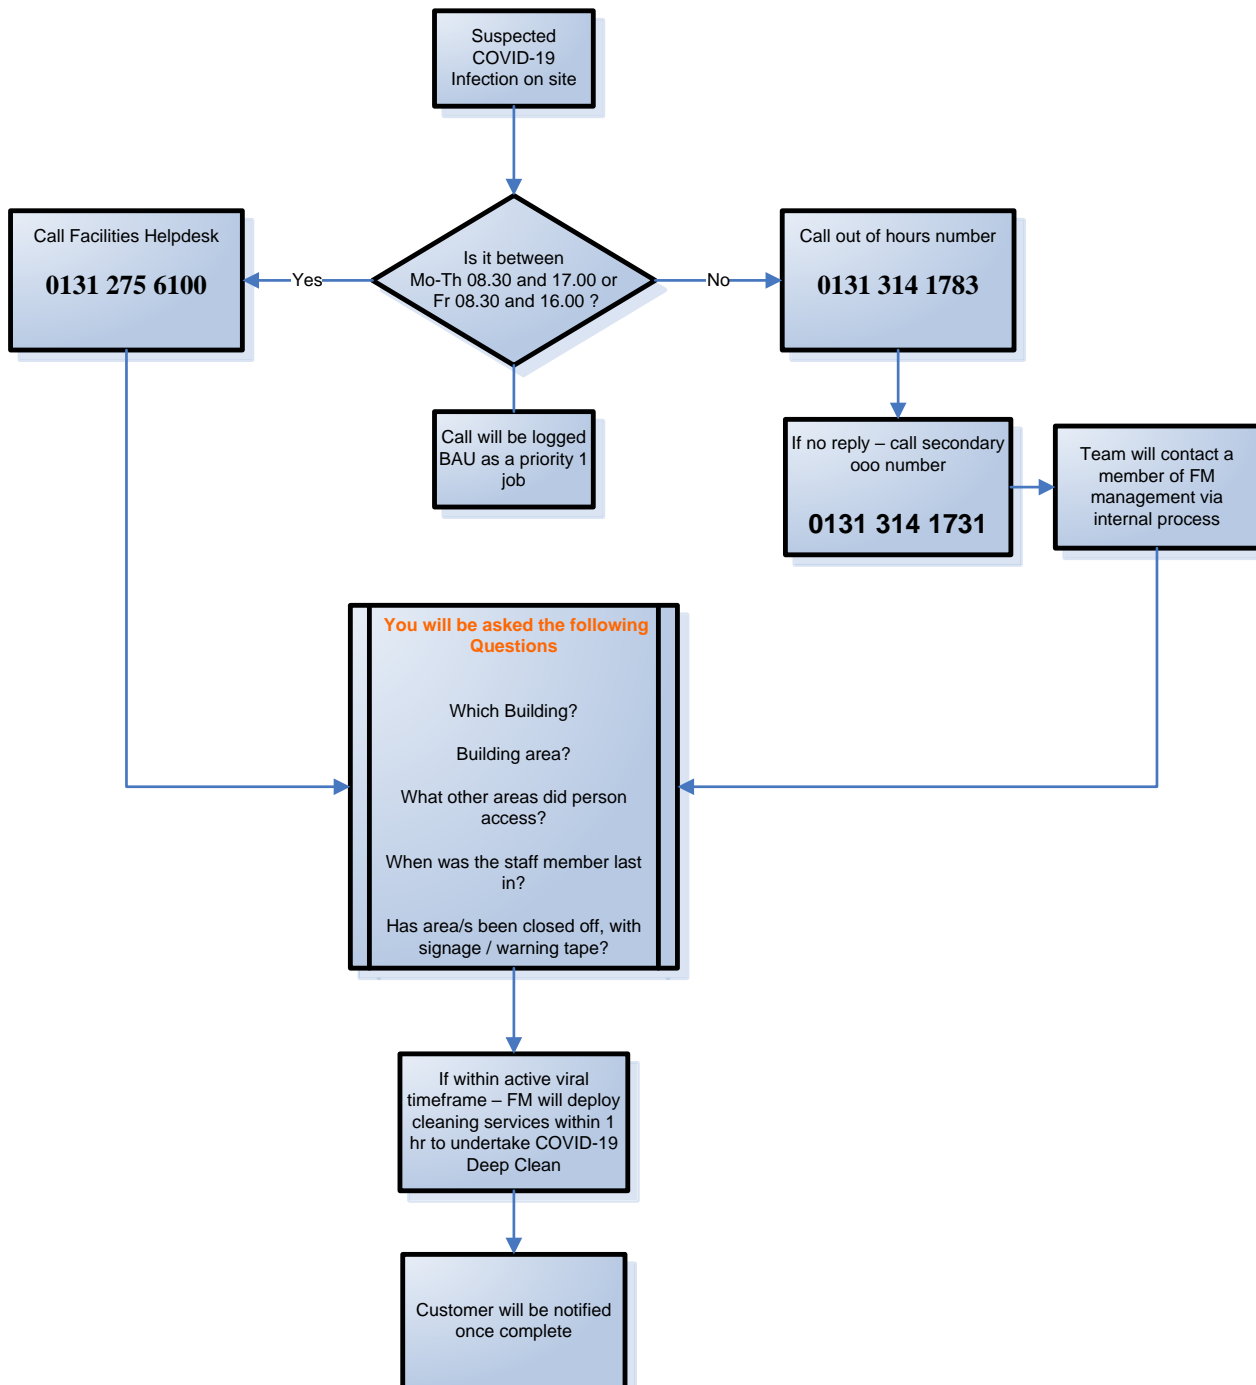 Suspected
COVID-19
Infection on site
Call Facilities Helpdesk
0131 275 6100
Yes
Is it between
Mo-Th 08.30 and 17.00 or
Fr 08.30 and 16.00 ?
No
Call out of hours number
0131 314 1783
Call will be logged
BAU as a priority 1
job
If no reply – call secondary
ooo number
0131 314 1731
Team will contact a
member of FM
management via
internal process
You will be asked the following
Questions
Which Building?
Building area?
What other areas did person
access?
When was the staff member last
in?
Has area/s been closed off, with
signage / warning tape?
If within active viral
timeframe – FM will deploy
cleaning services within 1
hr to undertake COVID-19
Deep Clean
Customer will be notified
once complete